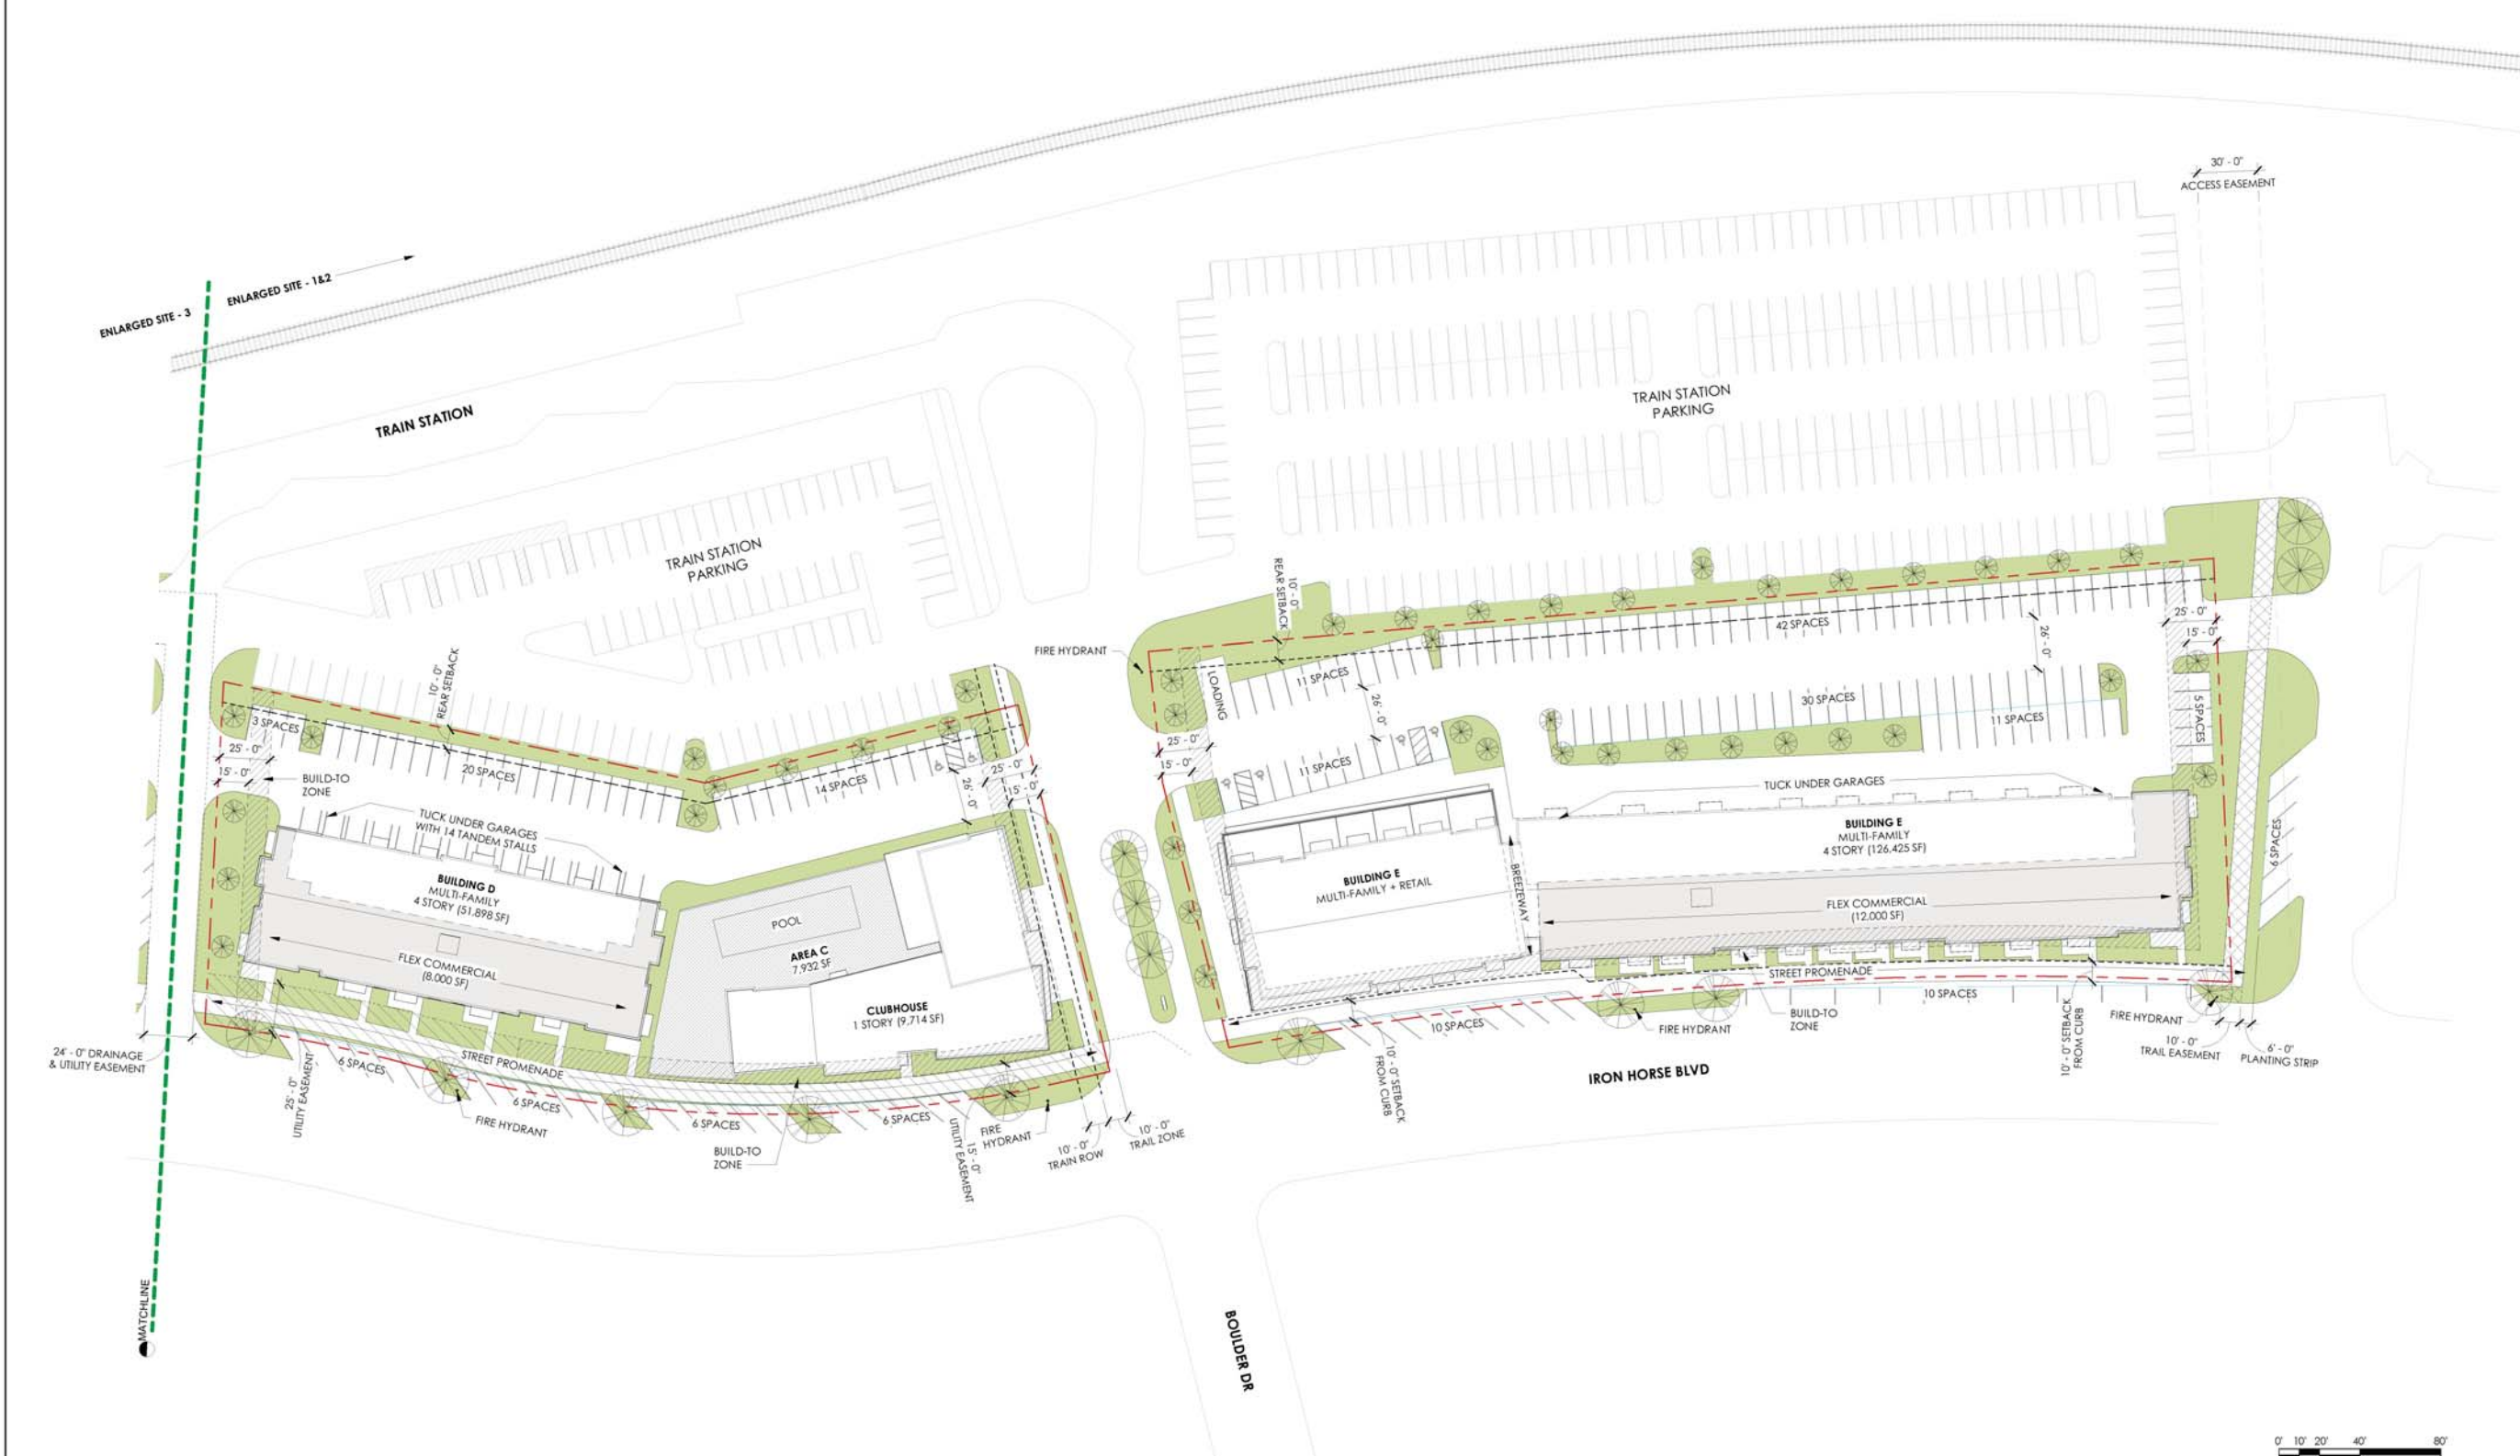 30' - 0"
ACCESS EASEMENT
ENLARGED SITE - 3
ENLARGED SITE - 1&2
TRAIN STATION
TRAIN STATION
PARKING
TRAIN STATION
PARKING
10' - 0"
REAR SETBACK
10' - 0"
REAR SETBACK
FIRE HYDRANT
LOADING
11 SPACES
42 SPACES
26' - 0"
25' - 0"
15' - 0"
5 SPACES
30 SPACES
11 SPACES
26' - 0"
25' - 0"
15' - 0"
11 SPACES
3 SPACES
25' - 0"
15' - 0"
BUILD-TO
ZONE
20 SPACES
14 SPACES
26' - 0"
25' - 0"
15' - 0"
TUCK UNDER GARAGES
WITH 14 TANDEM STALLS
TUCK UNDER GARAGES
BUILDING D
MULTI-FAMILY
4 STORY (51,898 SF)
FLEX COMMERCIAL
(8,000 SF)
POOL
AREA C
7,932 SF
CLUBHOUSE
1 STORY (9,714 SF)
BUILDING E
MULTI-FAMILY + RETAIL
BREEZEWAY
BUILDING E
MULTI-FAMILY
4 STORY (126,425 SF)
FLEX COMMERCIAL
(12,000 SF)
6 SPACES
STREET PROMENADE
STREET PROMENADE
24' - 0" DRAINAGE
& UTILITY EASEMENT
25' - 0"
UTILITY EASEMENT
6 SPACES
6 SPACES
FIRE HYDRANT
6 SPACES
6 SPACES
BUILD-TO
ZONE
15' - 0"
UTILITY EASEMENT
FIRE
HYDRANT
10' - 0"
TRAIN ROW
10' - 0"
TRAIL ZONE
10 SPACES
10' - 0" SETBACK
FROM CURB
FIRE HYDRANT
BUILD-TO
ZONE
10 SPACES
10' - 0" SETBACK
FROM CURB
FIRE HYDRANT
10' - 0"
TRAIL EASEMENT
6' - 0"
PLANTING STRIP
IRON HORSE BLVD
BOULDER DR
MATCHLINE
0' 10' 20' 40' 80'